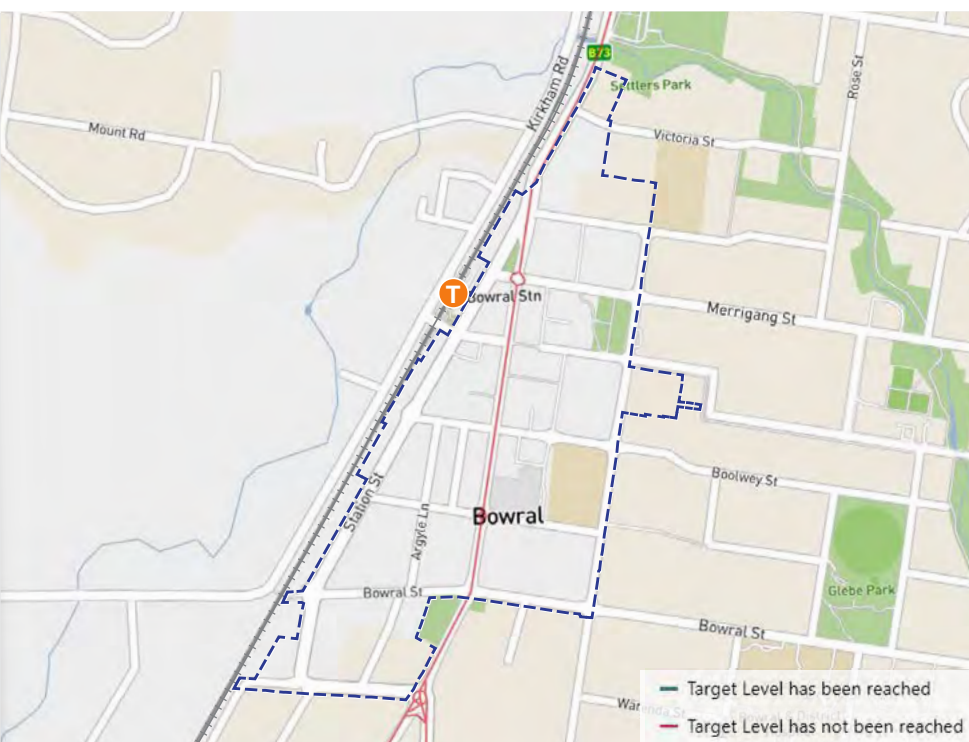 B73
Kirkham Rd
Settlers Park
Rose St
Mount Rd
Victoria St
T
Bowral Stn
Merrigang St
Station St
Argyle Ln
Boolwey St
Bowral
Bowral St
Glebe Park
Bowral St
Target Level has been reached
Target Level has not been reached